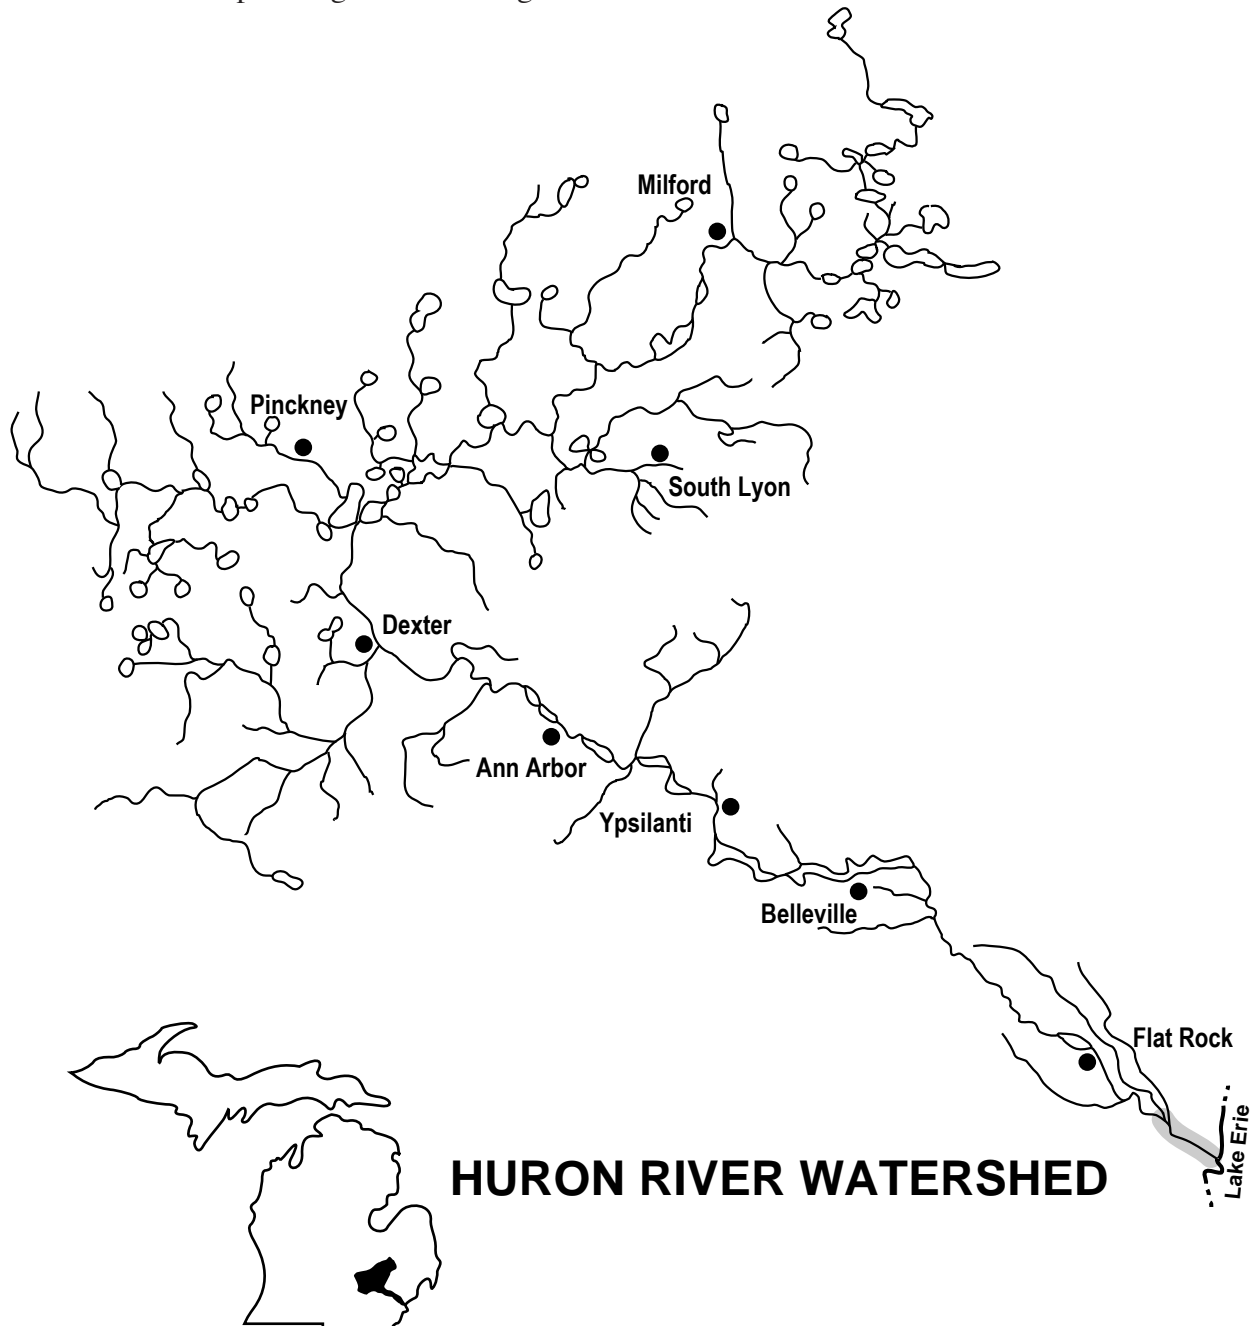 Milford
Pinckney
South Lyon
Dexter
Ann Arbor
Ypsilanti
Belleville
Flat Rock
Lake Erie
HURON RIVER WATERSHED